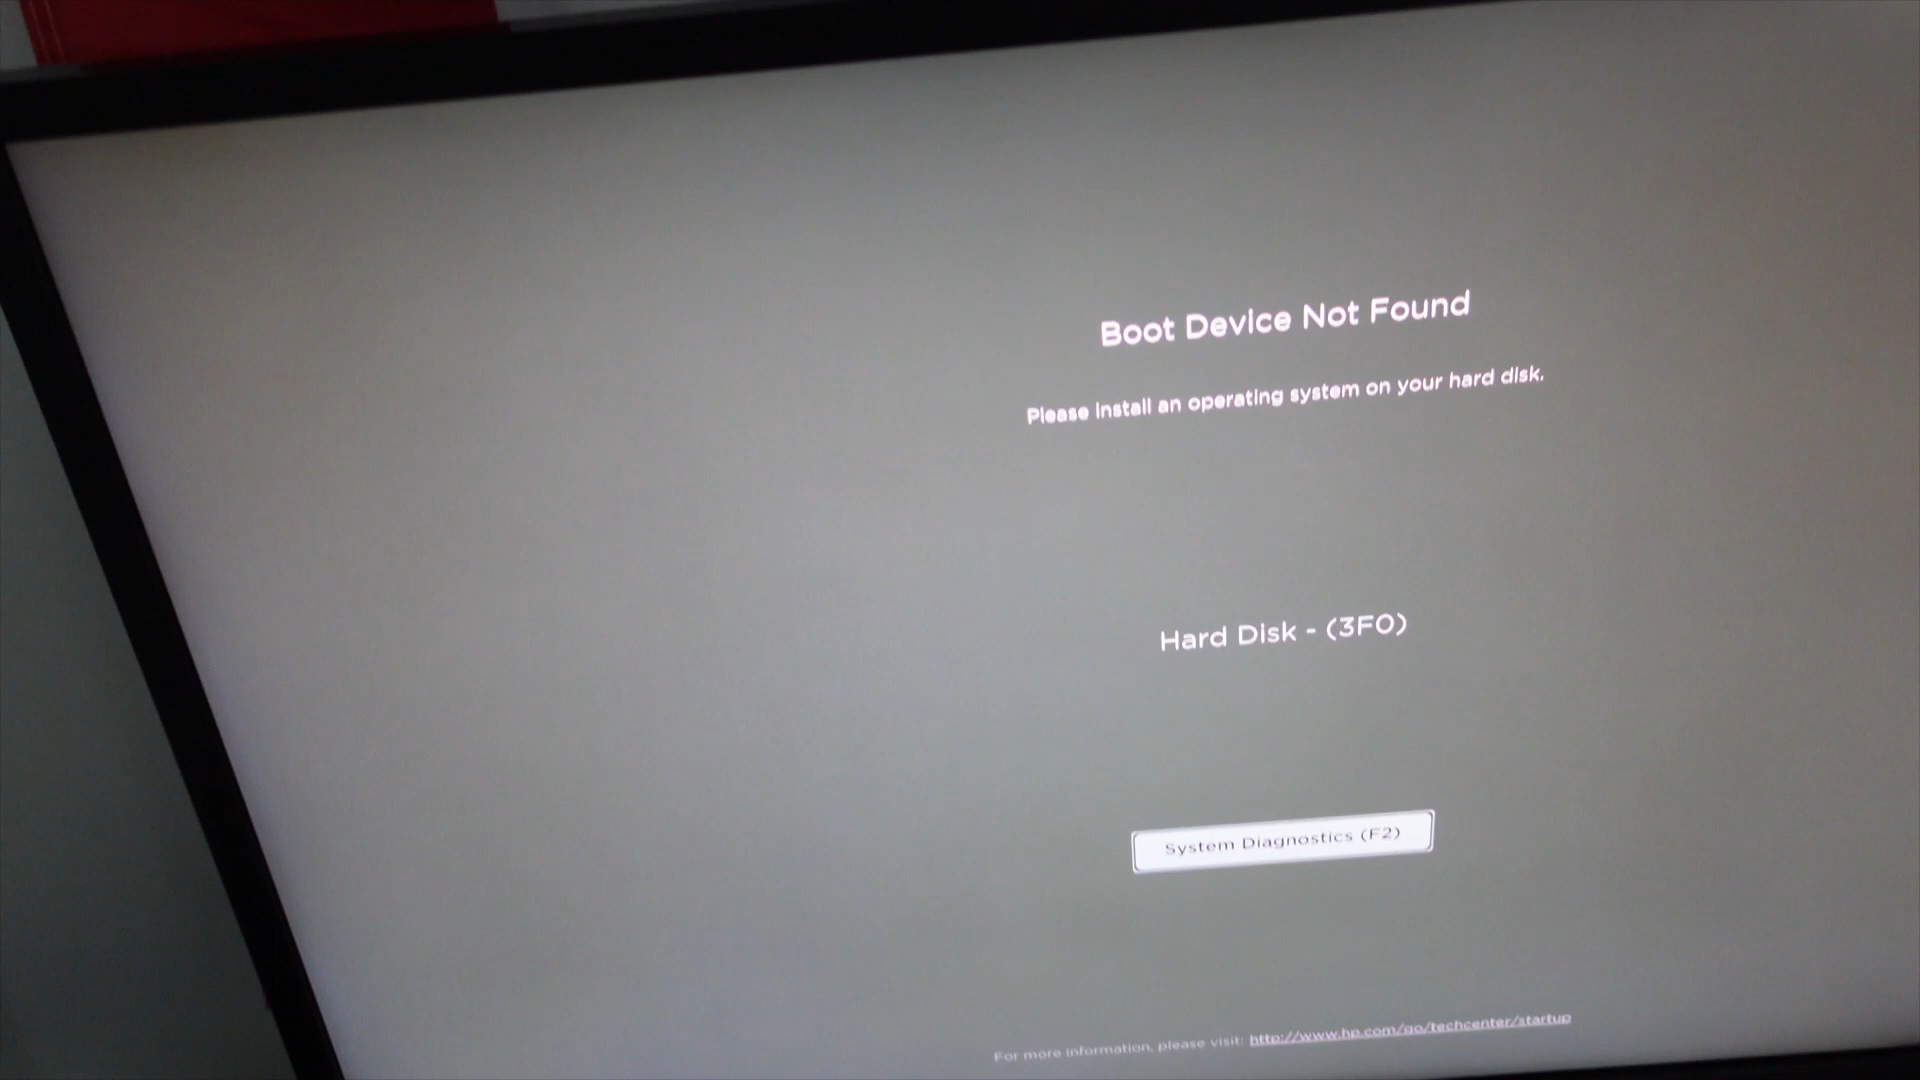 Boot Device Not Found
Please install an operating system on your hard disk.
Hard Disk - (3F0)
System Diagnostics (F2)
For more information, please visit: http://www.hp.com/go/techcenter/startup